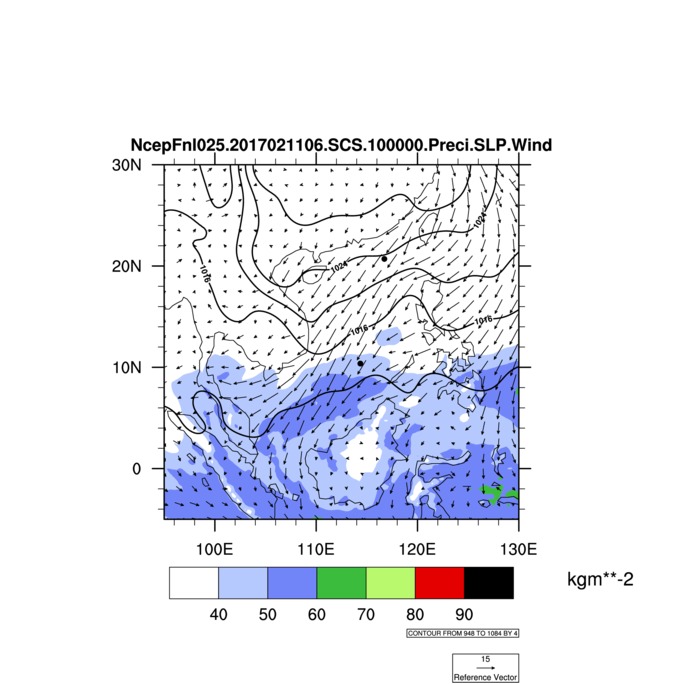 NcepFnl025.2017021106.SCS.100000.Preci.SLP.Wind
30N
1024
20N
1024
1016
1016
1016
10N
0
100E 110E 120E 130E
kgm**-2
40 50 60 70 80 90
CONTOUR FROM 948 TO 1084 BY 4
15
Reference Vector